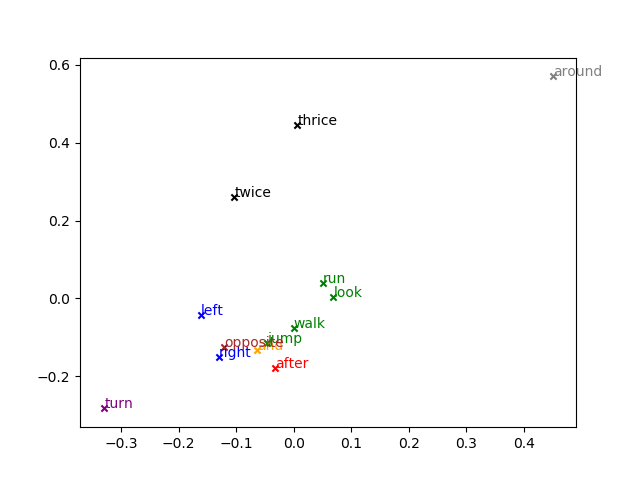 0.6
around
thrice
0.4
twice
0.2
run
look
0.0
left
walk
jump
opposite
and
right
after
−0.2
turn
−0.3
−0.2
−0.1
0.0
0.1
0.2
0.3
0.4